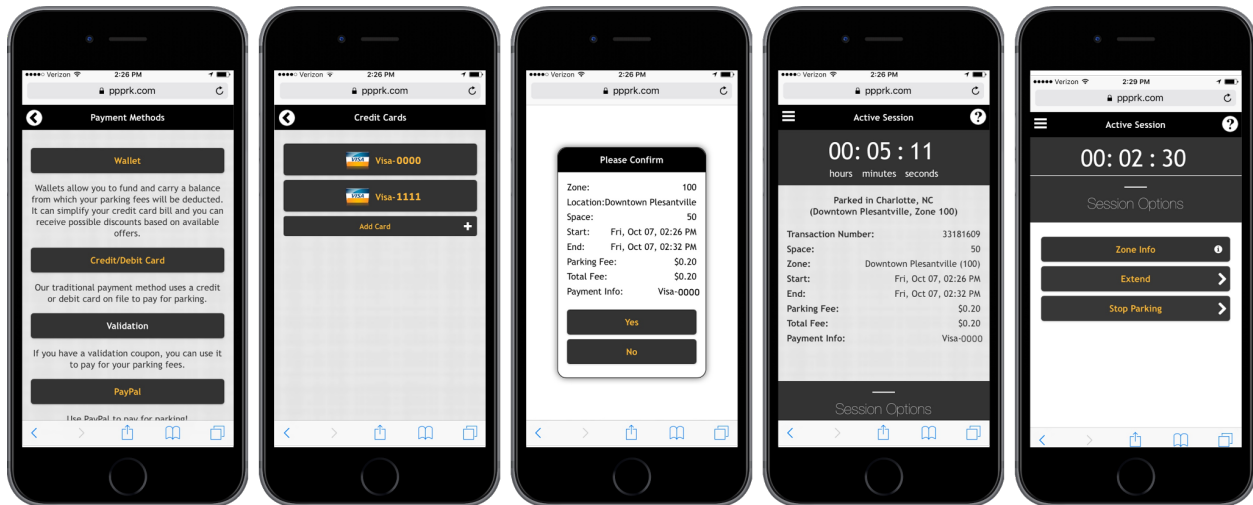 Verizon 2:26 PM
ppprk.com
Payment Methods
Wallet
Wallets allow you to fund and carry a balance
from which your parking fees will be deducted.
It can simplify your credit card bill and you can
receive possible discounts based on available
offers.
Credit/Debit Card
Our traditional payment method uses a credit
or debit card on file to pay for parking.
Validation
If you have a validation coupon, you can use it
to pay for your parking fees.
PayPal
Use PayPal to pay for parking!
Verizon 2:26 PM
ppprk.com
Credit Cards
VISA Visa-0000
VISA Visa-1111
Add Card +
Verizon 2:26 PM
ppprk.com
Please Confirm
Zone: 100
Location:Downtown Plesantville
Space: 50
Start: Fri, Oct 07, 02:26 PM
End: Fri, Oct 07, 02:32 PM
Parking Fee: $0.20
Total Fee: $0.20
Payment Info: Visa-0000
Yes
No
Verizon 2:26 PM
ppprk.com
Active Session ?
00: 05 : 11
hours minutes seconds
Parked in Charlotte, NC
(Downtown Plesantville, Zone 100)
Transaction Number: 33181609
Space: 50
Zone: Downtown Plesantville (100)
Start: Fri, Oct 07, 02:26 PM
End: Fri, Oct 07, 02:32 PM
Parking Fee: $0.20
Total Fee: $0.20
Payment Info: Visa-0000
Session Options
Verizon 2:29 PM
ppprk.com
Active Session ?
00: 02 : 30
Session Options
Zone Info
Extend
Stop Parking